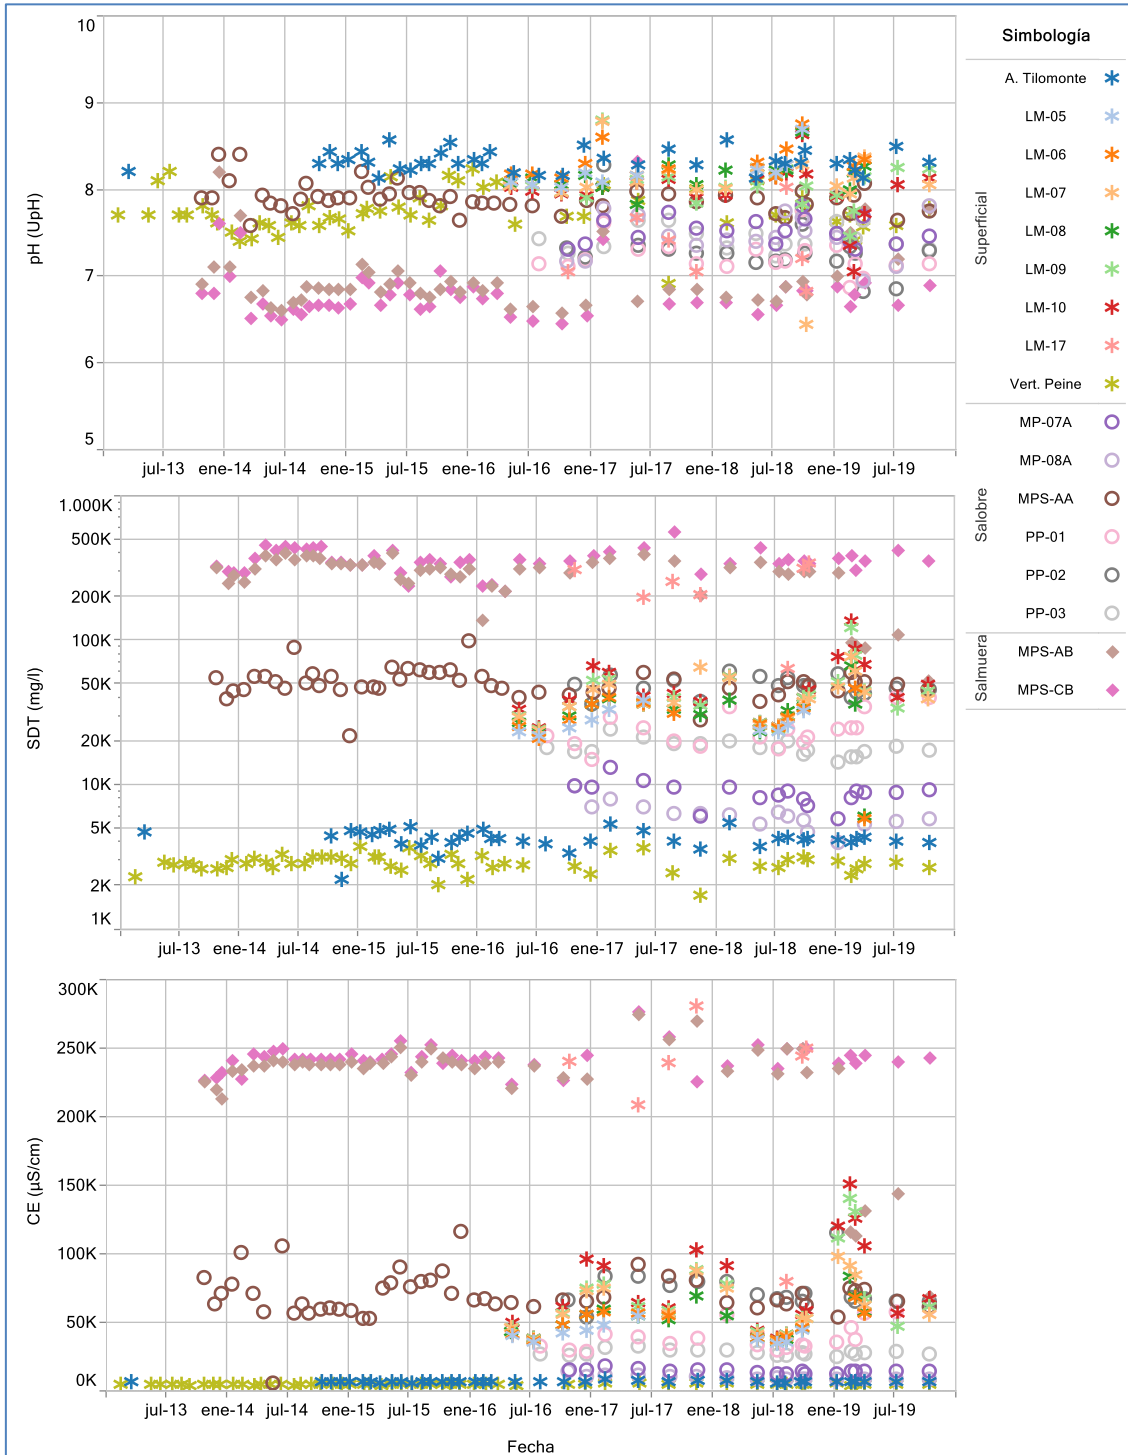 10
9
8
7
6
5
pH (UpH)
jul-13 ene-14 jul-14 ene-15 jul-15 ene-16 jul-16 ene-17 jul-17 ene-18 jul-18 ene-19 jul-19
1.000K
500K
200K
100K
50K
20K
10K
5K
2K
1K
SDT (mg/l)
jul-13 ene-14 jul-14 ene-15 jul-15 ene-16 jul-16 ene-17 jul-17 ene-18 jul-18 ene-19 jul-19
300K
250K
200K
150K
100K
50K
0K
CE (µS/cm)
jul-13 ene-14 jul-14 ene-15 jul-15 ene-16 jul-16 ene-17 jul-17 ene-18 jul-18 ene-19 jul-19
Fecha
Simbología
Superficial
A. Tilomonte
LM-05
LM-06
LM-07
LM-08
LM-09
LM-10
LM-17
Vert. Peine
Salobre
MP-07A
MP-08A
MPS-AA
PP-01
PP-02
PP-03
Salmuera
MPS-AB
MPS-CB